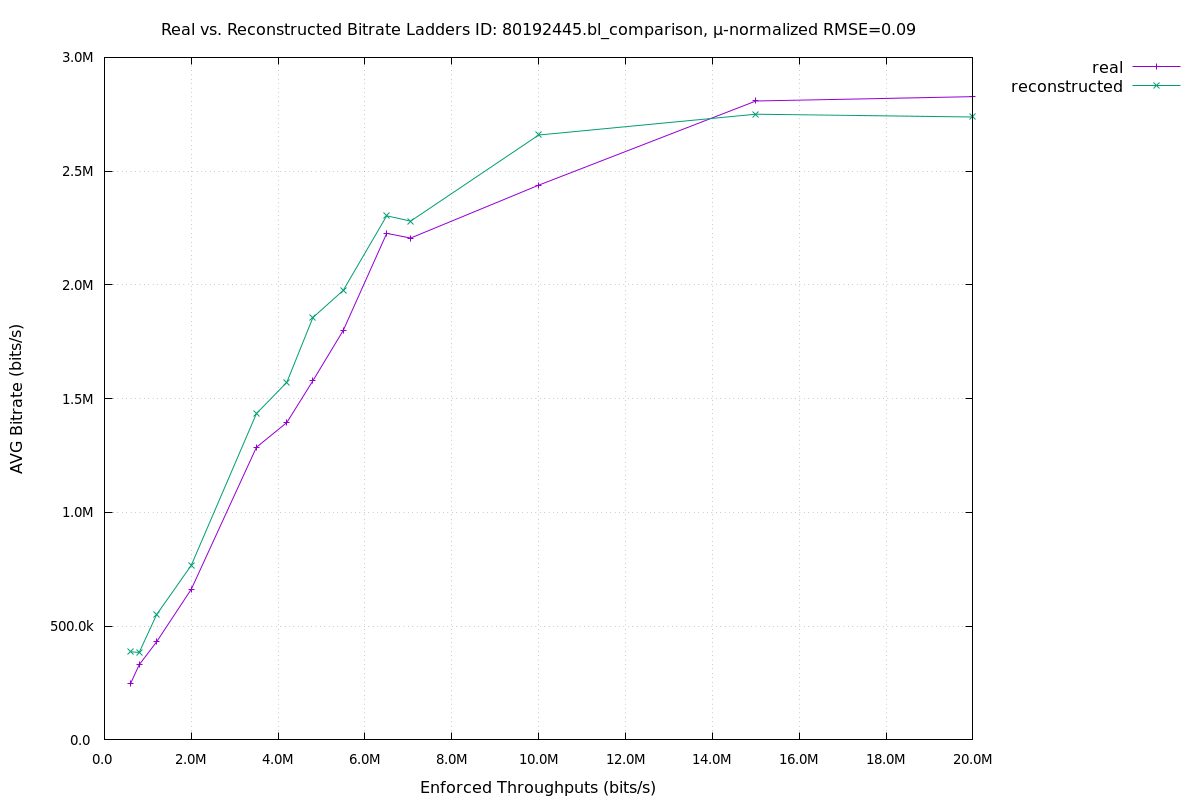 Real vs. Reconstructed Bitrate Ladders ID: 80192445.bl_comparison, μ-normalized RMSE=0.09
real
reconstructed
3.0M
2.5M
2.0M
1.5M
1.0M
500.0k
0.0
AVG Bitrate (bits/s)
0.0 2.0M 4.0M 6.0M 8.0M 10.0M 12.0M 14.0M 16.0M 18.0M 20.0M
Enforced Throughputs (bits/s)